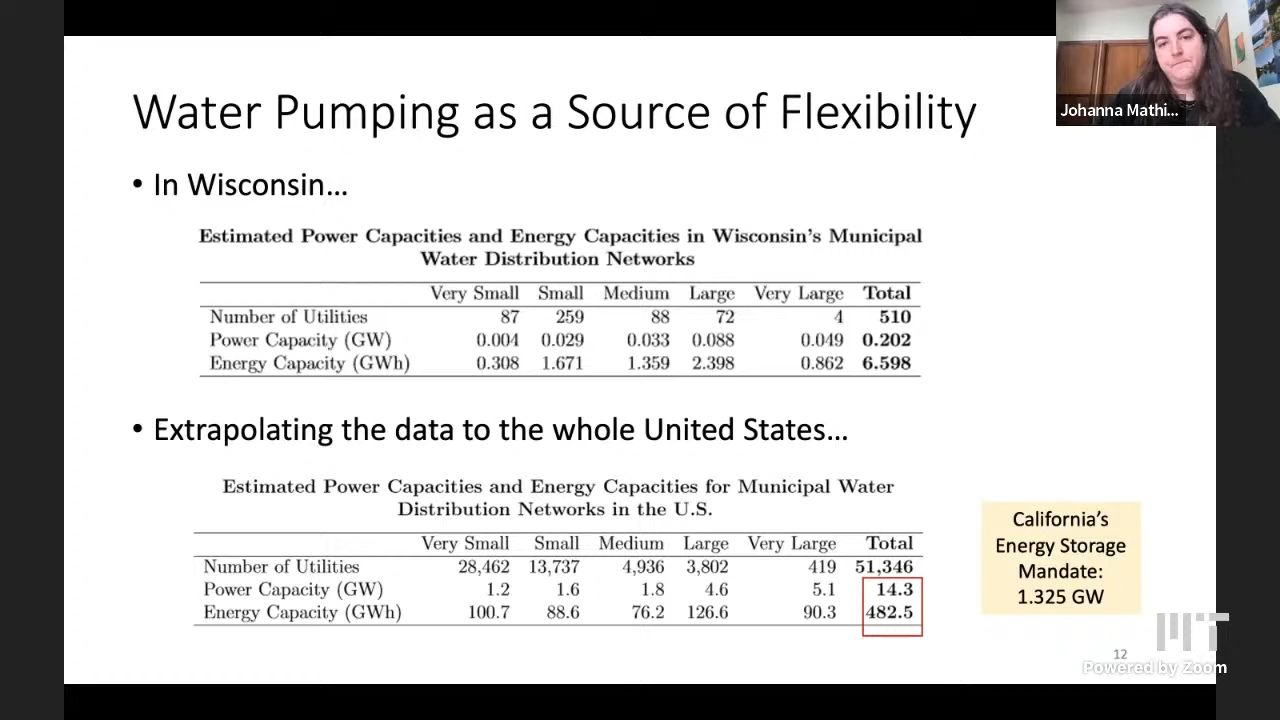 Johanna Mathi...
Water Pumping as a Source of Flexibility
• In Wisconsin...
Estimated Power Capacities and Energy Capacities in Wisconsin's Municipal
Water Distribution Networks
Very Small Small Medium Large Very Large Total
Number of Utilities 87 259 88 72 4 510
Power Capacity (GW) 0.004 0.029 0.033 0.088 0.049 0.202
Energy Capacity (GWh) 0.308 1.671 1.359 2.398 0.862 6.598
• Extrapolating the data to the whole United States...
Estimated Power Capacities and Energy Capacities for Municipal Water
Distribution Networks in the U.S.
Very Small Small Medium Large Very Large Total
Number of Utilities 28,462 13,737 4,936 3,802 419 51,346
Power Capacity (GW) 1.2 1.6 1.8 4.6 5.1 14.3
Energy Capacity (GWh) 100.7 88.6 76.2 126.6 90.3 482.5
California's
Energy Storage
Mandate:
1.325 GW
MIT
12
Powered by Zoom